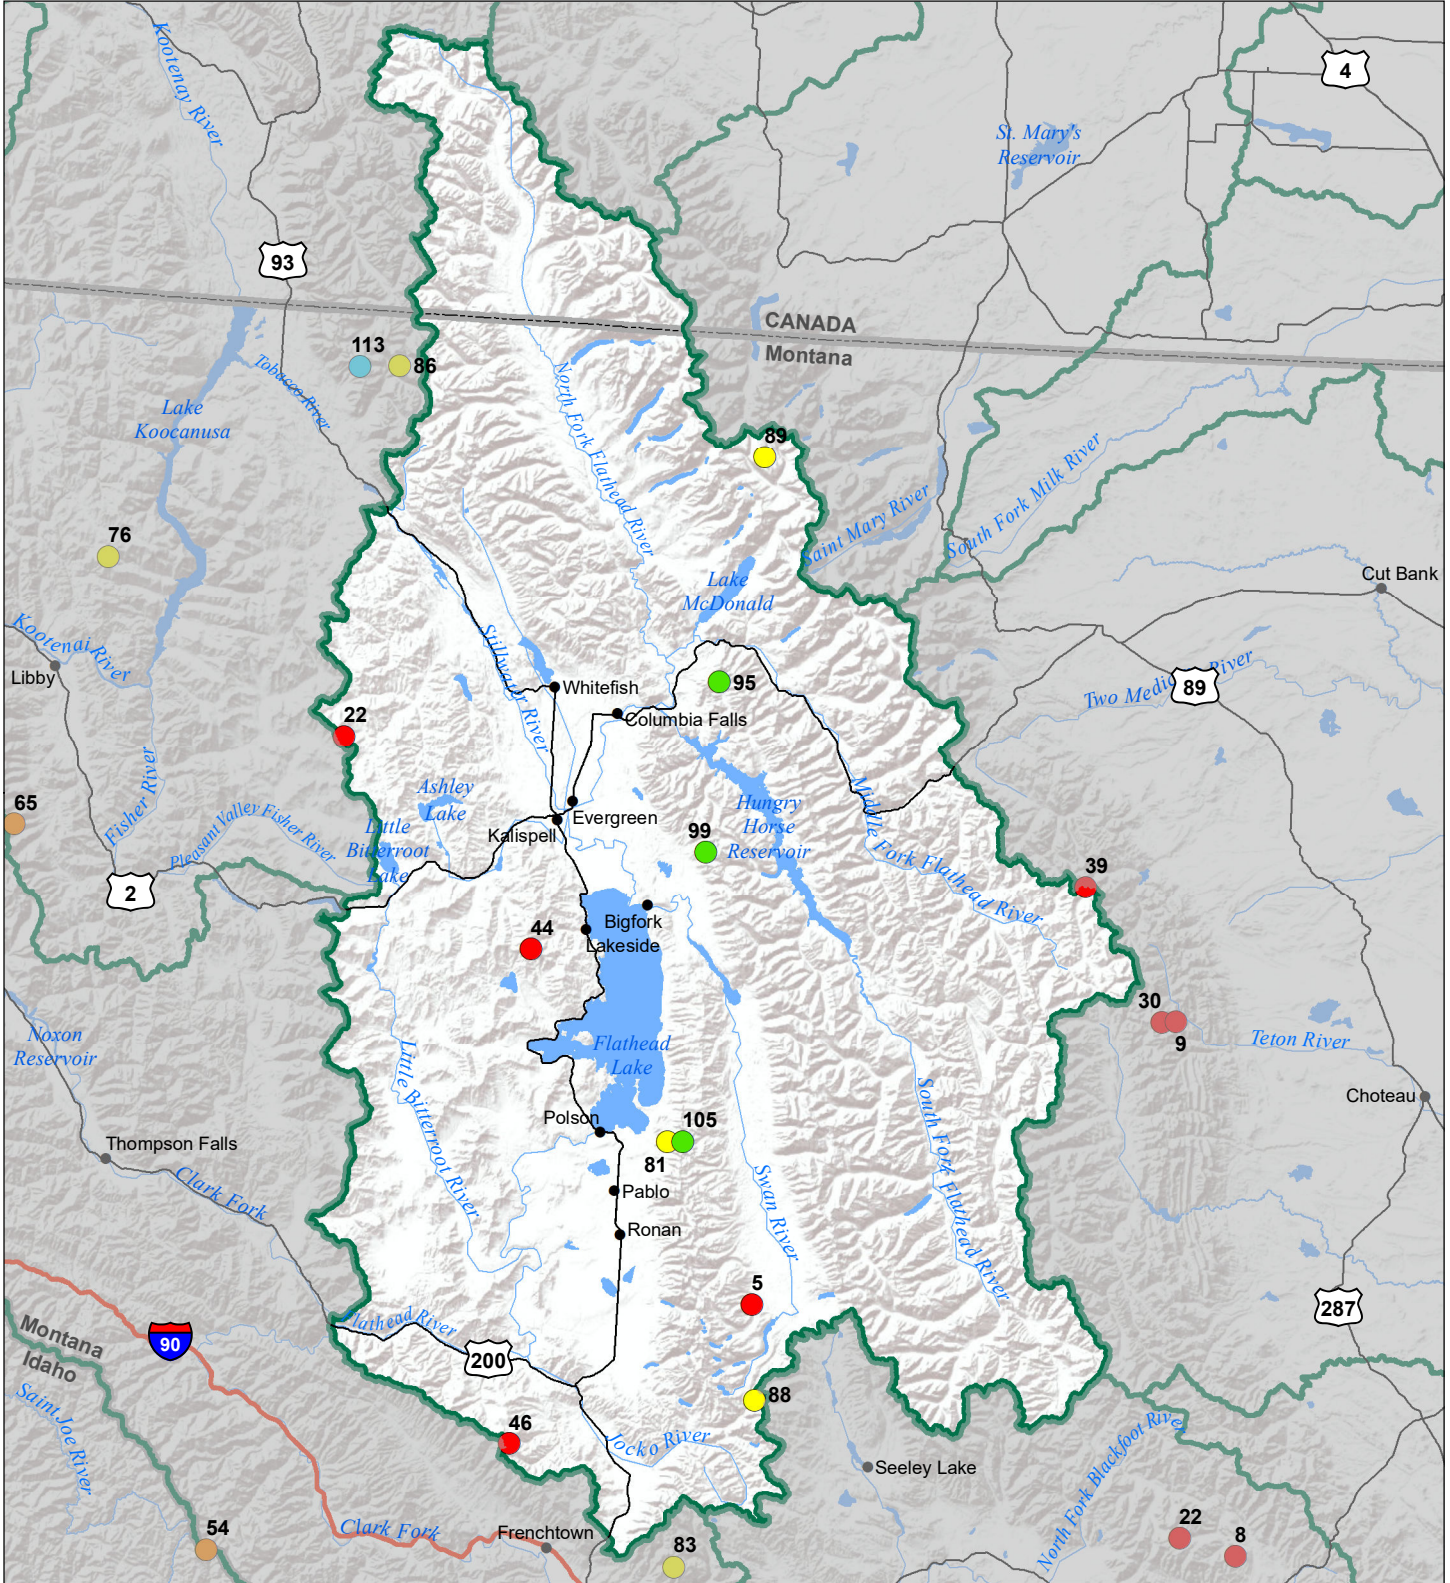 Kootenay River
4
St. Mary's
Reservoir
93
CANADA
Montana
113
86
Tobacco River
Lake
Koocanusa
North Fork Flathead River
89
South Fork Milk River
Saint Mary River
76
Cut Bank
Lake
McDonald
Kootenai River
Libby
Stillwater River
Whitefish
95
Two Medic River
89
22
Columbia Falls
Fisher River
65
Ashley
Lake
Pleasant Valley Fisher River
Little
Bitterroot
Lake
Evergreen
Kalispell
Hungry
Horse
Reservoir
99
Middle Fork Flathead River
39
2
Bigfork
44
Lakeside
30
9
Noxon
Reservoir
Teton River
Flathead
Lake
Little Bitterroot River
South Fork Flathead River
Choteau
Polson
105
81
Thompson Falls
Clark Fork
Swan River
Pablo
Ronan
5
287
Montana
Idaho
90
Flathead River
200
88
Saint Joe River
46
Jocko River
North Fork Blackfoot River
Seeley Lake
54
Clark Fork
Frenchtown
83
22
8